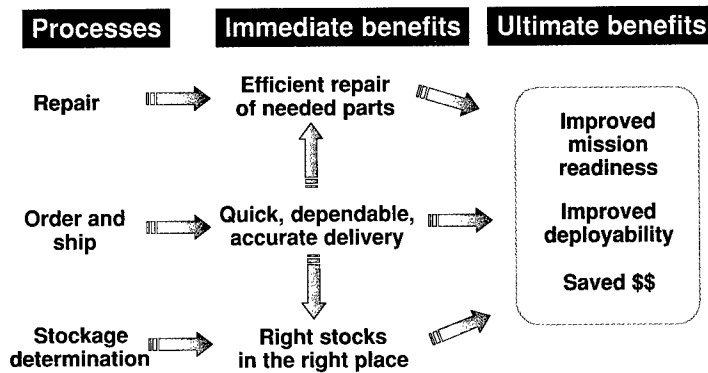 Processes
Immediate benefits
Ultimate benefits
Repair
Efficient repair
of needed parts
Order and
ship
Quick, dependable,
accurate delivery
Stockage
determination
Right stocks
in the right place
Improved
mission
readiness
Improved
deployability
Saved $$